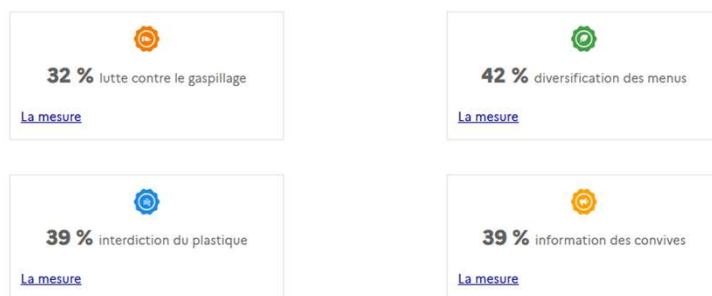 32 % lutte contre le gaspillage
La mesure
42 % diversification des menus
La mesure
39 % interdiction du plastique
La mesure
39 % information des convives
La mesure